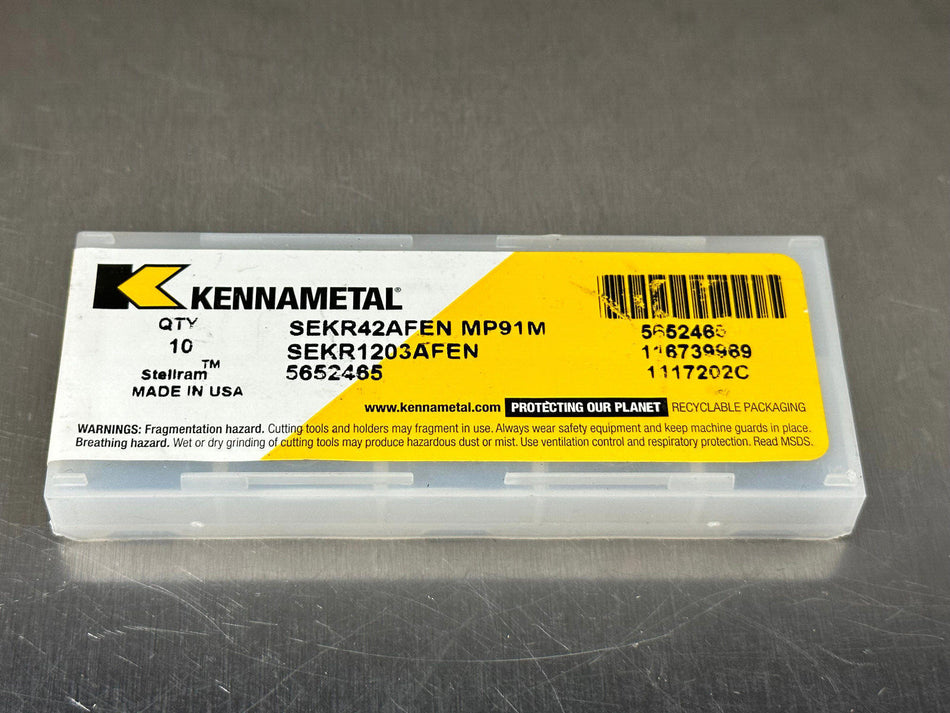 KENNAMETAL®
QTY
10
Stellram™
MADE IN USA
SEKR42AFEN MP91M
SEKR1203AFEN
5652465
5652465
116739969
1117202C
www.kennametal.com PROTECTING OUR PLANET RECYCLABLE PACKAGING
WARNINGS: Fragmentation hazard. Cutting tools and holders may fragment in use. Always wear safety equipment and keep machine guards in place.
Breathing hazard. Wet or dry grinding of cutting tools may produce hazardous dust or mist. Use ventilation control and respiratory protection. Read MSDS.